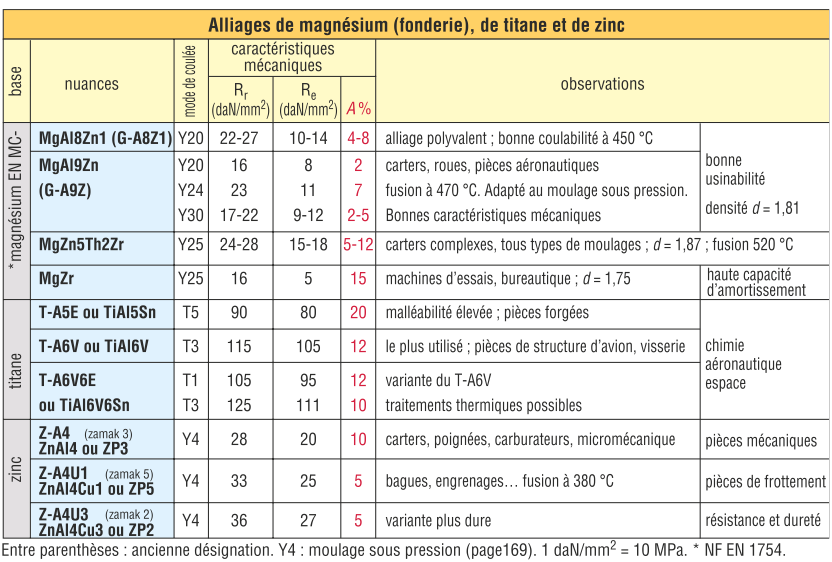 Alliages de magnésium (fonderie), de titane et de zinc
base nuances mode de coulée caractéristiques mécaniques observations
Rr (daN/mm²) Re (daN/mm²) A %
*magnésium EN MC-
MgAl8Zn1 (G-A8Z1) Y20 22-27 10-14 4-8 alliage polyvalent ; bonne coulabilité à 450 °C
MgAl9Zn Y20 16 8 2 carters, roues, pièces aéronautiques
(G-A9Z) Y24 23 11 7 fusion à 470 °C. Adapté au moulage sous pression.
Y30 17-22 9-12 2-5 Bonnes caractéristiques mécaniques
bonne
usinabilité
densité d = 1,81
MgZn5Th2Zr Y25 24-28 15-18 5-12 carters complexes, tous types de moulages ; d = 1,87 ; fusion 520 °C
MgZr Y25 16 5 15 machines d'essais, bureautique ; d = 1,75
haute capacité
d'amortissement
titane
T-A5E ou TiAl5Sn T5 90 80 20 malléabilité élevée ; pièces forgées
T-A6V ou TiAl6V T3 115 105 12 le plus utilisé ; pièces de structure d'avion, visserie
T-A6V6E T1 105 95 12 variante du T-A6V
ou TiAl6V6Sn T3 125 111 10 traitements thermiques possibles
chimie
aéronautique
espace
zinc
Z-A4 (zamak 3)
ZnAl4 ou ZP3 Y4 28 20 10 carters, poignées, carburateurs, micromécanique pièces mécaniques
Z-A4U1 (zamak 5)
ZnAl4Cu1 ou ZP5 Y4 33 25 5 bagues, engrenages… fusion à 380 °C pièces de frottement
Z-A4U3 (zamak 2)
ZnAl4Cu3 ou ZP2 Y4 36 27 5 variante plus dure résistance et dureté
Entre parenthèses : ancienne désignation. Y4 : moulage sous pression (page169). 1 daN/mm² = 10 MPa. * NF EN 1754.